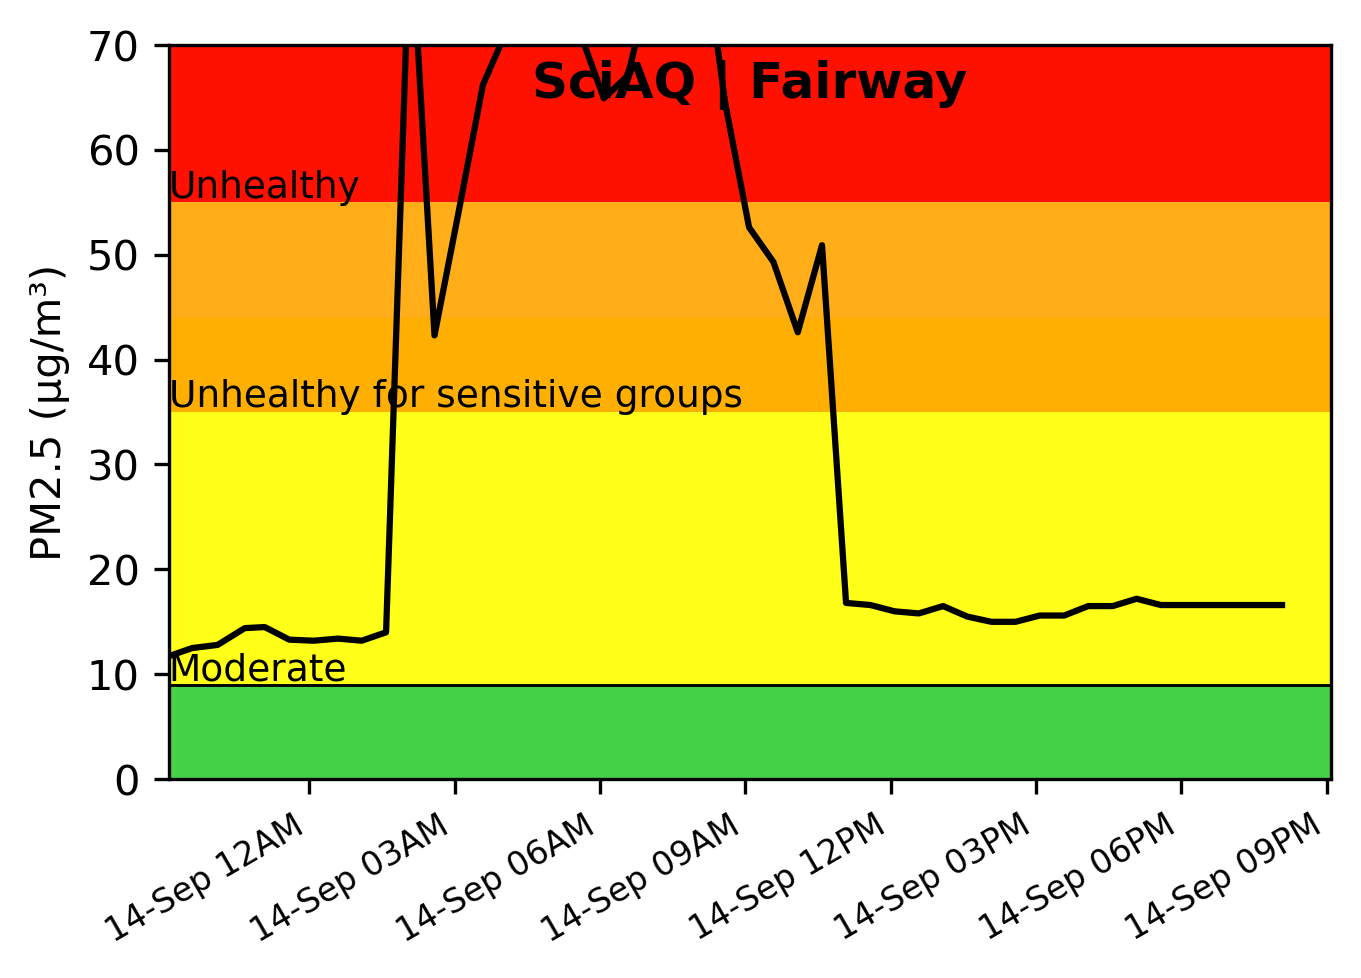 SciAQ | Fairway
70
60
50
40
30
20
10
0
PM2.5 (µg/m³)
Unhealthy
Unhealthy for sensitive groups
Moderate
14-Sep 12AM
14-Sep 03AM
14-Sep 06AM
14-Sep 09AM
14-Sep 12PM
14-Sep 03PM
14-Sep 06PM
14-Sep 09PM